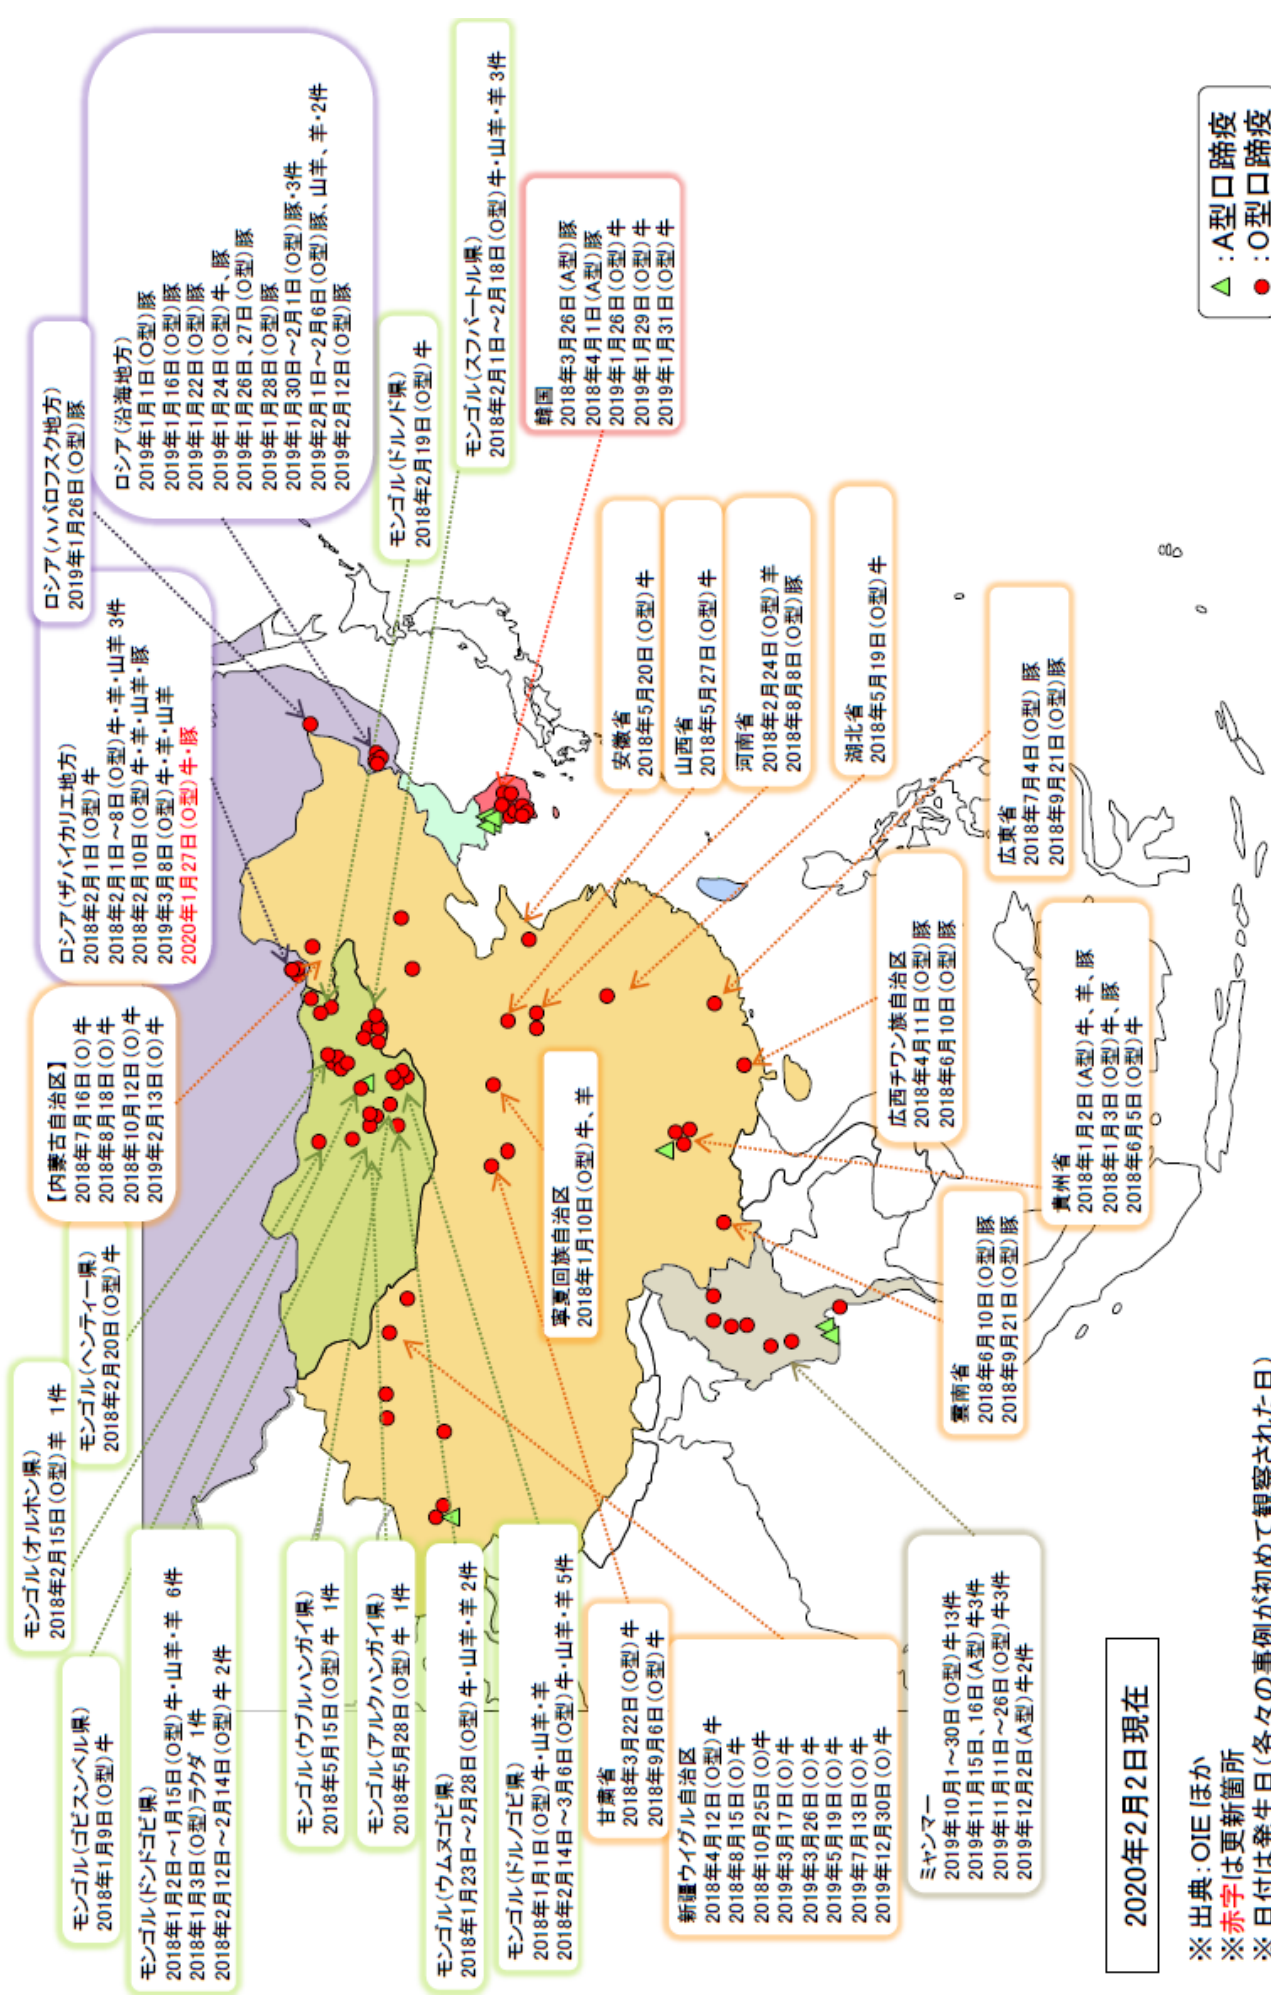 モンゴル(ゴビスンベル県)
2018年1月9日(O型)牛
モンゴル(オルホン県)
2018年2月15日(O型)羊 1件
モンゴル(ヘンティー県)
2018年2月20日(O型)牛
【内蒙古自治区】
2018年7月16日(O)牛
2018年8月18日(O)牛
2018年10月12日(O)牛
2019年2月13日(O)牛
ロシア(ザバイカリエ地方)
2018年2月1日(O型)牛
2018年2月1日~8日(O型)牛・羊・山羊 3件
2018年2月10日(O型)牛・羊・山羊・豚
2019年3月8日(O型)牛・羊・山羊
2020年1月27日(O型)牛・豚
ロシア(ハバロフスク地方)
2019年1月26日(O型)豚
ロシア(沿海地方)
2019年1月1日(O型)豚
2019年1月16日(O型)豚
2019年1月22日(O型)豚
2019年1月24日(O型)牛、豚
2019年1月26日、27日(O型)豚
2019年1月28日(O型)豚
2019年1月30日~2月1日(O型)豚・3件
2019年2月1日~2月6日(O型)豚、山羊、羊・2件
2019年2月12日(O型)豚
モンゴル(ドンドゴビ県)
2018年1月2日~1月15日(O型)牛・山羊・羊 6件
2018年1月3日(O型)ラクダ 1件
2018年2月12日~2月14日(O型)牛 2件
モンゴル(ウブルハンガイ県)
2018年5月15日(O型)牛 1件
モンゴル(アルクハンガイ県)
2018年5月28日(O型)牛 1件
モンゴル(ウムヌゴビ県)
2018年1月23日~2月28日(O型)牛・山羊・羊 2件
モンゴル(ドルノゴビ県)
2018年1月1日(O型)牛・山羊・羊
2018年2月14日~3月6日(O型)牛・山羊・羊 5件
モンゴル(ドルノド県)
2018年2月19日(O型)牛
モンゴル(スフバートル県)
2018年2月1日~2月18日(O型)牛・山羊・羊 3件
韓国
2018年3月26日(A型)豚
2018年4月1日(A型)豚
2019年1月26日(O型)牛
2019年1月29日(O型)牛
2019年1月31日(O型)牛
甘粛省
2018年3月22日(O型)牛
2018年9月6日(O型)牛
寧夏回族自治区
2018年1月10日(O型)牛、羊
安徽省
2018年5月20日(O型)牛
山西省
2018年5月27日(O型)牛
河南省
2018年2月24日(O型)羊
2018年8月8日(O型)豚
湖北省
2018年5月19日(O型)牛
新疆ウイグル自治区
2018年4月12日(O型)牛
2018年8月15日(O)牛
2018年10月25日(O)牛
2019年3月17日(O)牛
2019年3月26日(O)牛
2019年5月19日(O)牛
2019年7月13日(O)牛
2019年12月30日(O)牛
ミャンマー
2019年10月1~30日(O型)牛13件
2019年11月15日、16日(A型)牛3件
2019年11月11日~26日(O型)牛3件
2019年12月2日(A型)牛2件
雲南省
2018年6月10日(O型)豚
2018年9月21日(O型)豚
広西チワン族自治区
2018年4月11日(O型)豚
2018年6月10日(O型)豚
貴州省
2018年1月2日(A型)牛、羊、豚
2018年1月3日(O型)牛、豚
2018年6月5日(O型)牛
広東省
2018年7月4日(O型)豚
2018年9月21日(O型)豚
2020年2月2日現在
※ 出典:OIE ほか
※赤字は更新箇所
※ 日付は発生日(各々の事例が初めて観察された日)
:A型口蹄疫
:O型口蹄疫